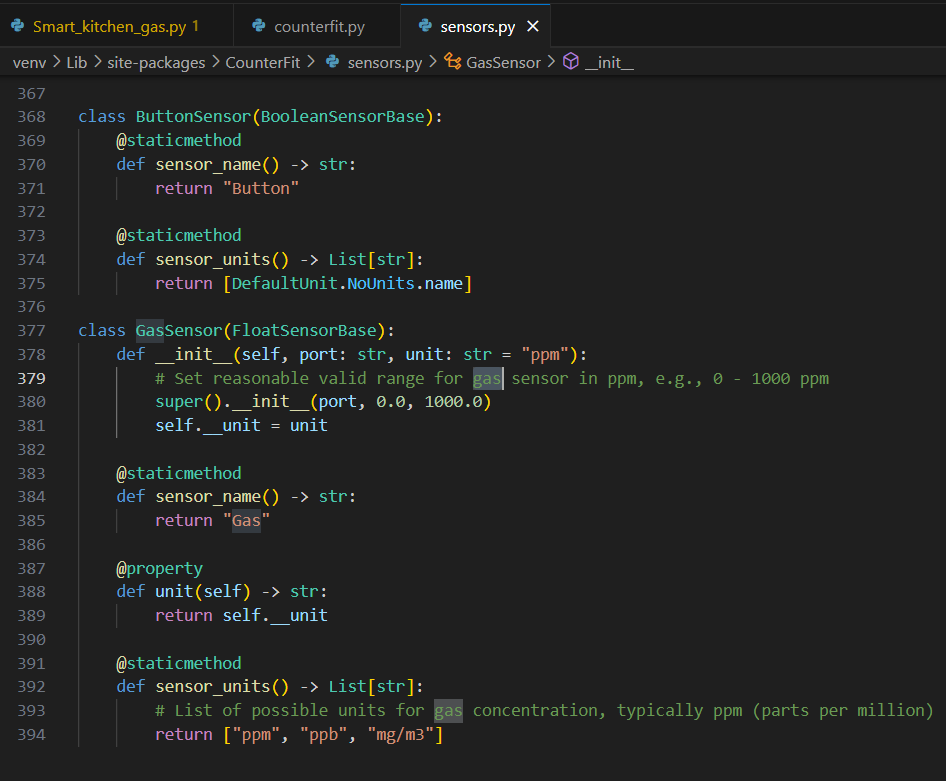 Smart_kitchen_gas.py 1 counterfit.py sensors.py
venv > Lib > site-packages > CounterFit > sensors.py > GasSensor > __init__
367
368 class ButtonSensor(BooleanSensorBase):
369     @staticmethod
370     def sensor_name() -> str:
371         return "Button"
372
373     @staticmethod
374     def sensor_units() -> List[str]:
375         return [DefaultUnit.NoUnits.name]
376
377 class GasSensor(FloatSensorBase):
378     def __init__(self, port: str, unit: str = "ppm"):
379         # Set reasonable valid range for gas sensor in ppm, e.g., 0 - 1000 ppm
380         super().__init__(port, 0.0, 1000.0)
381         self.__unit = unit
382
383     @staticmethod
384     def sensor_name() -> str:
385         return "Gas"
386
387     @property
388     def unit(self) -> str:
389         return self.__unit
390
391     @staticmethod
392     def sensor_units() -> List[str]:
393         # List of possible units for gas concentration, typically ppm (parts per million)
394         return ["ppm", "ppb", "mg/m3"]